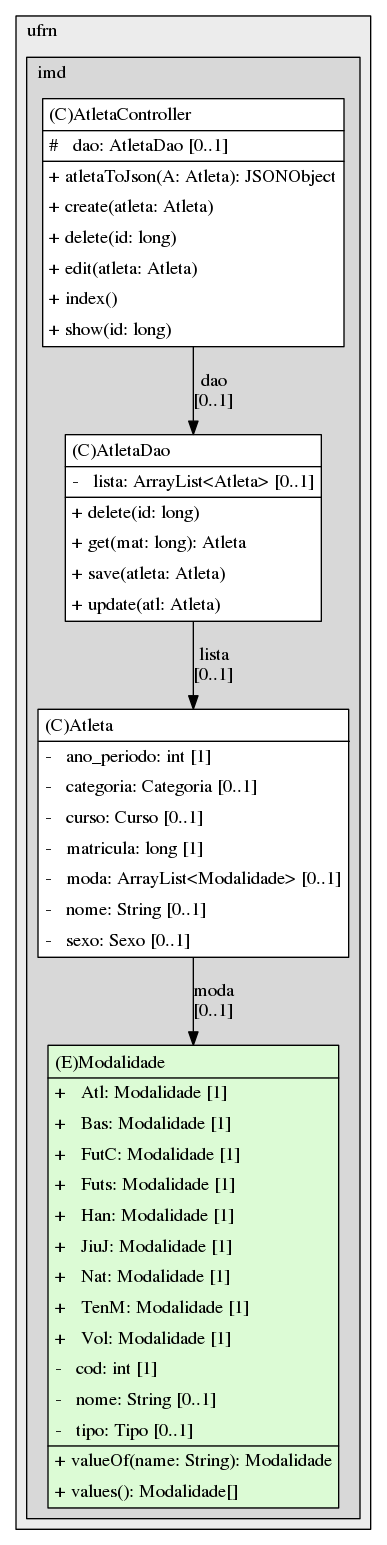 ufrn
imd
(C)AtletaController
# dao: AtletaDao [0..1]
+ atletaToJson(A: Atleta): JSONObject
+ create(atleta: Atleta)
+ delete(id: long)
+ edit(atleta: Atleta)
+ index()
+ show(id: long)
dao
[0..1]
(C)AtletaDao
- lista: ArrayList<Atleta> [0..1]
+ delete(id: long)
+ get(mat: long): Atleta
+ save(atleta: Atleta)
+ update(atl: Atleta)
lista
[0..1]
(C)Atleta
- ano_periodo: int [1]
- categoria: Categoria [0..1]
- curso: Curso [0..1]
- matricula: long [1]
- moda: ArrayList<Modalidade> [0..1]
- nome: String [0..1]
- sexo: Sexo [0..1]
moda
[0..1]
(E)Modalidade
+ Atl: Modalidade [1]
+ Bas: Modalidade [1]
+ FutC: Modalidade [1]
+ Futs: Modalidade [1]
+ Han: Modalidade [1]
+ JiuJ: Modalidade [1]
+ Nat: Modalidade [1]
+ TenM: Modalidade [1]
+ Vol: Modalidade [1]
- cod: int [1]
- nome: String [0..1]
- tipo: Tipo [0..1]
+ valueOf(name: String): Modalidade
+ values(): Modalidade[]